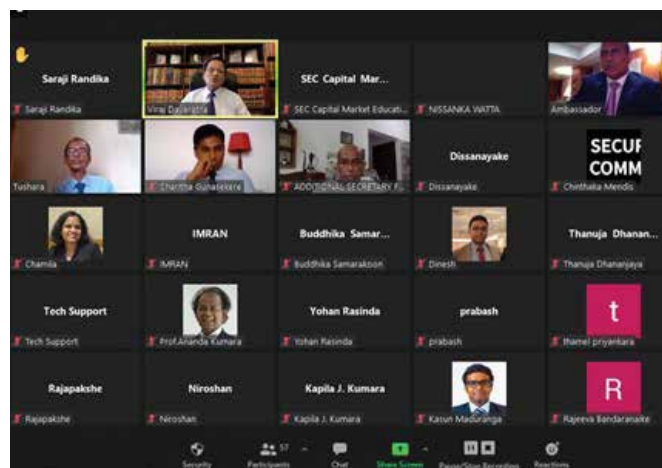 Saraji Randika
Saraji Randika
Viraj Dayaratna
SEC Capital Mar...
SEC Capital Market Educati...
NISSANKA WATTA
Ambassador
Tushara
Charitha Gunasekere
ADDITIONAL SECRETARY F...
Dissanayake
Dissanayake
SECUR
COMM
Chinthaka Mendis
Chamila
IMRAN
IMRAN
Buddhika Samar...
Buddhika Samarakoon
Dinesh
Thanuja Dhanan...
Thanuja Dhananjaya
Tech Support
Tech Support
Prof.Ananda Kumara
Yohan Rasinda
Yohan Rasinda
prabash
prabash
t
thamel priyankara
Rajapakshe
Rajapakshe
Niroshan
Niroshan
Kapila J. Kumara
Kapila J. Kumara
Kasun Maduranga
R
Rajeeva Bandaranaike
57
Security
Participants
Chat
Share Screen
Pause/Stop Recording
Reactions